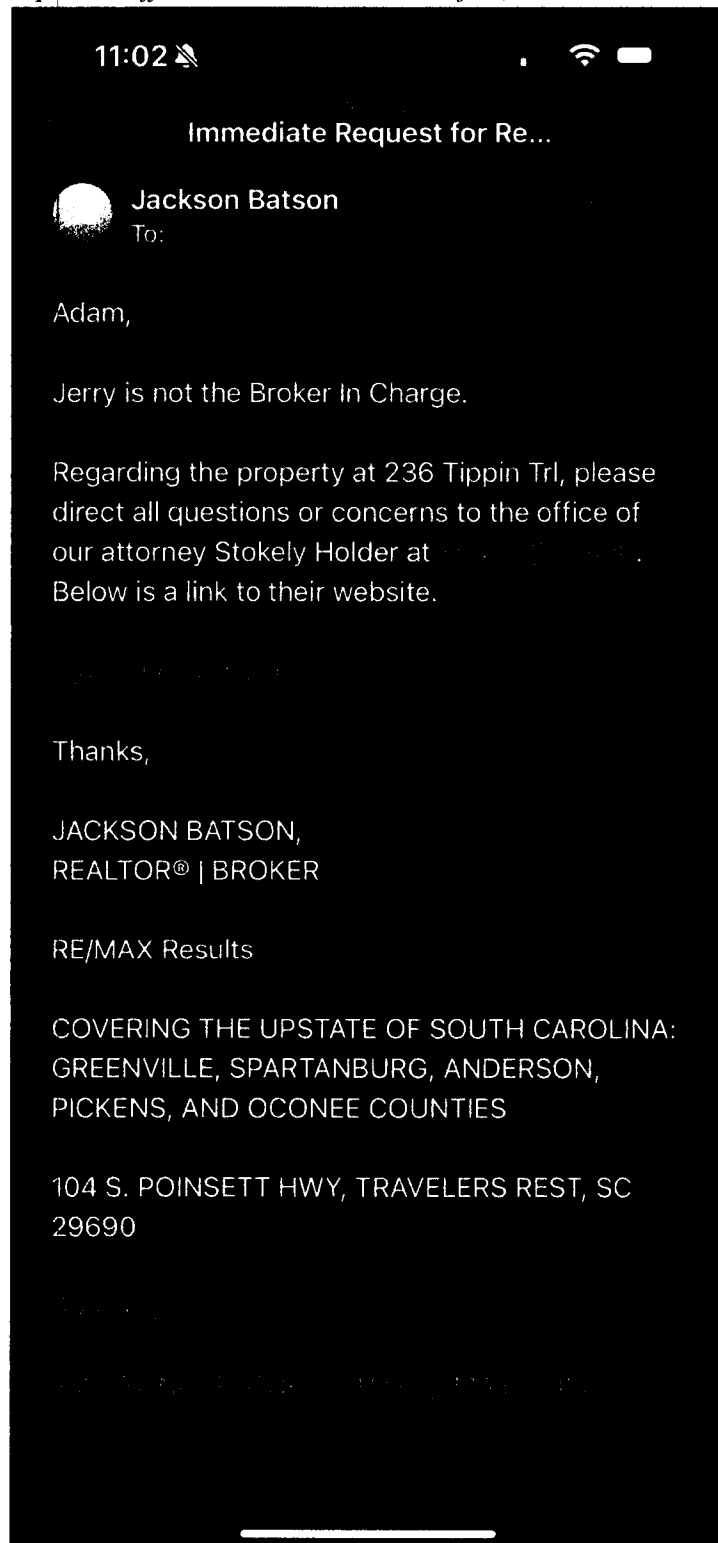 11:02
Immediate Request for Re...
Jackson Batson
To:
Adam,
Jerry is not the Broker In Charge.
Regarding the property at 236 Tippin Trl, please
direct all questions or concerns to the office of
our attorney Stokely Holder at .
Below is a link to their website.
Thanks,
JACKSON BATSON,
REALTOR® | BROKER
RE/MAX Results
COVERING THE UPSTATE OF SOUTH CAROLINA:
GREENVILLE, SPARTANBURG, ANDERSON,
PICKENS, AND OCONEE COUNTIES
104 S. POINSETT HWY, TRAVELERS REST, SC
29690